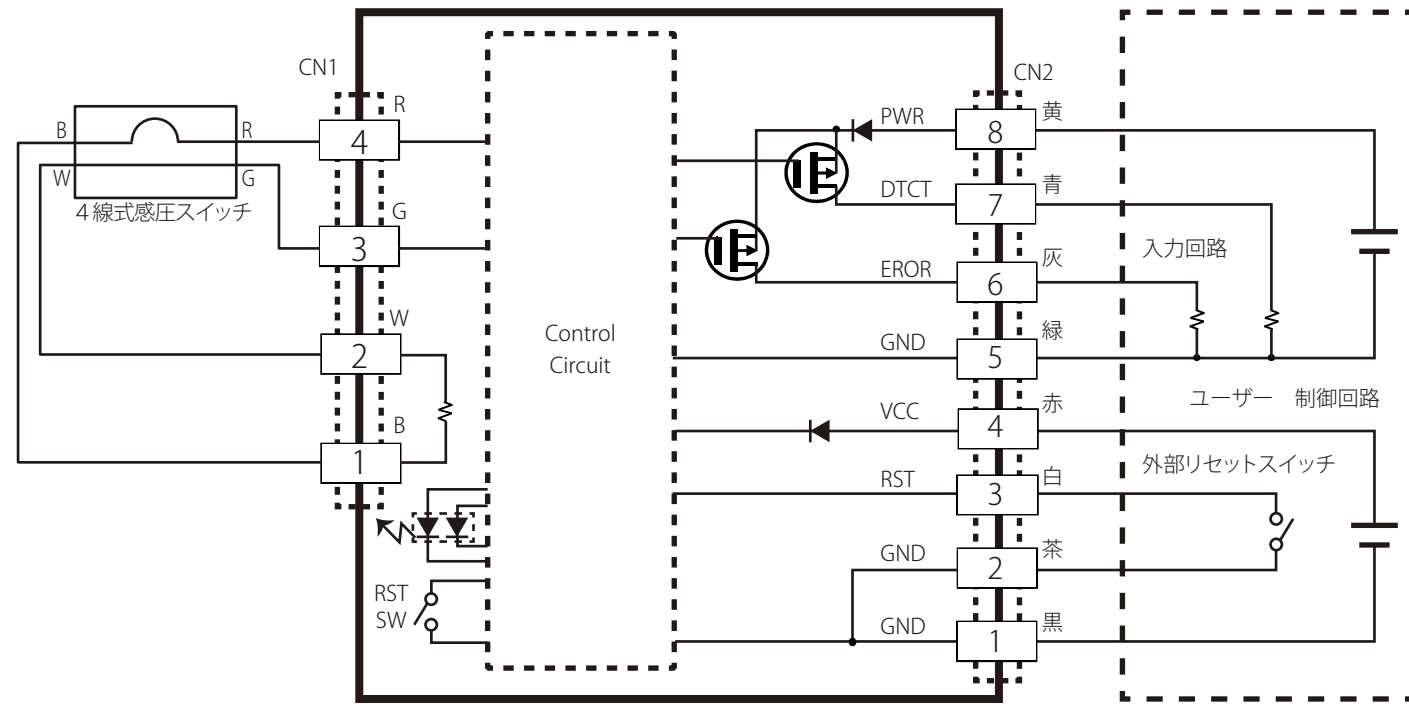 CN1
R
B
R
W
G
4線式感圧スイッチ
4
G
3
W
2
B
1
RST
SW
Control
Circuit
CN2
PWR
8
黄
DTCT
7
青
EROR
6
灰
入力回路
GND
5
緑
VCC
4
赤
ユーザー 制御回路
RST
3
白
外部リセットスイッチ
GND
2
茶
GND
1
黒